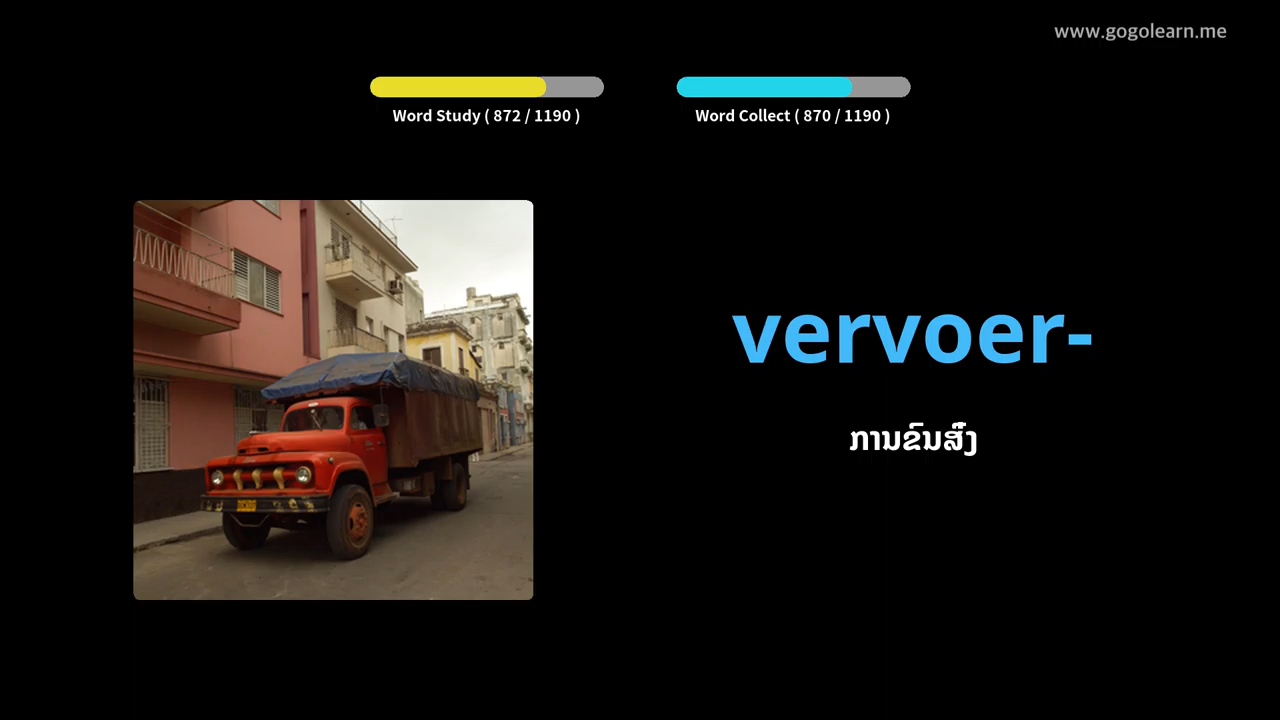 www.gogolearn.me
Word Study ( 872 / 1190 )
Word Collect ( 870 / 1190 )
vervoer-
ການຂົນສົ່ງ